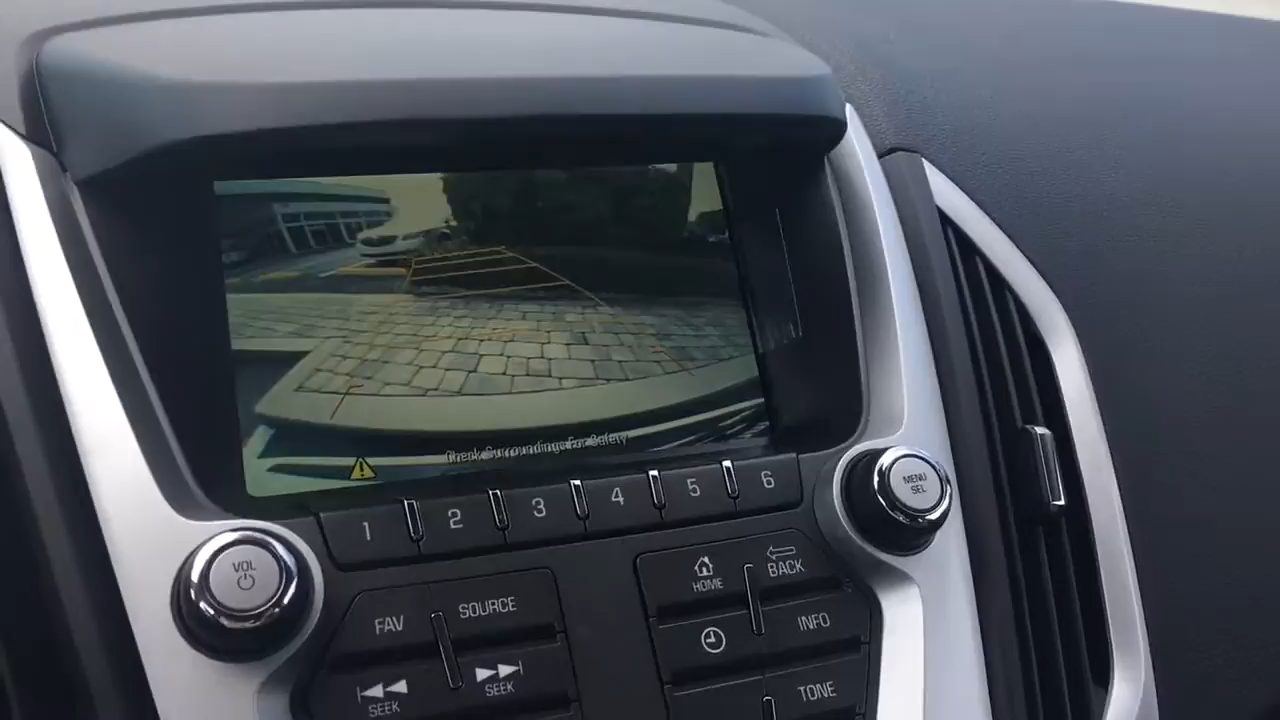 Check Surroundings For Safety
1 2 3 4 5 6
MENU
SEL
VOL
HOME
BACK
FAV
SOURCE
INFO
SEEK
SEEK
TONE